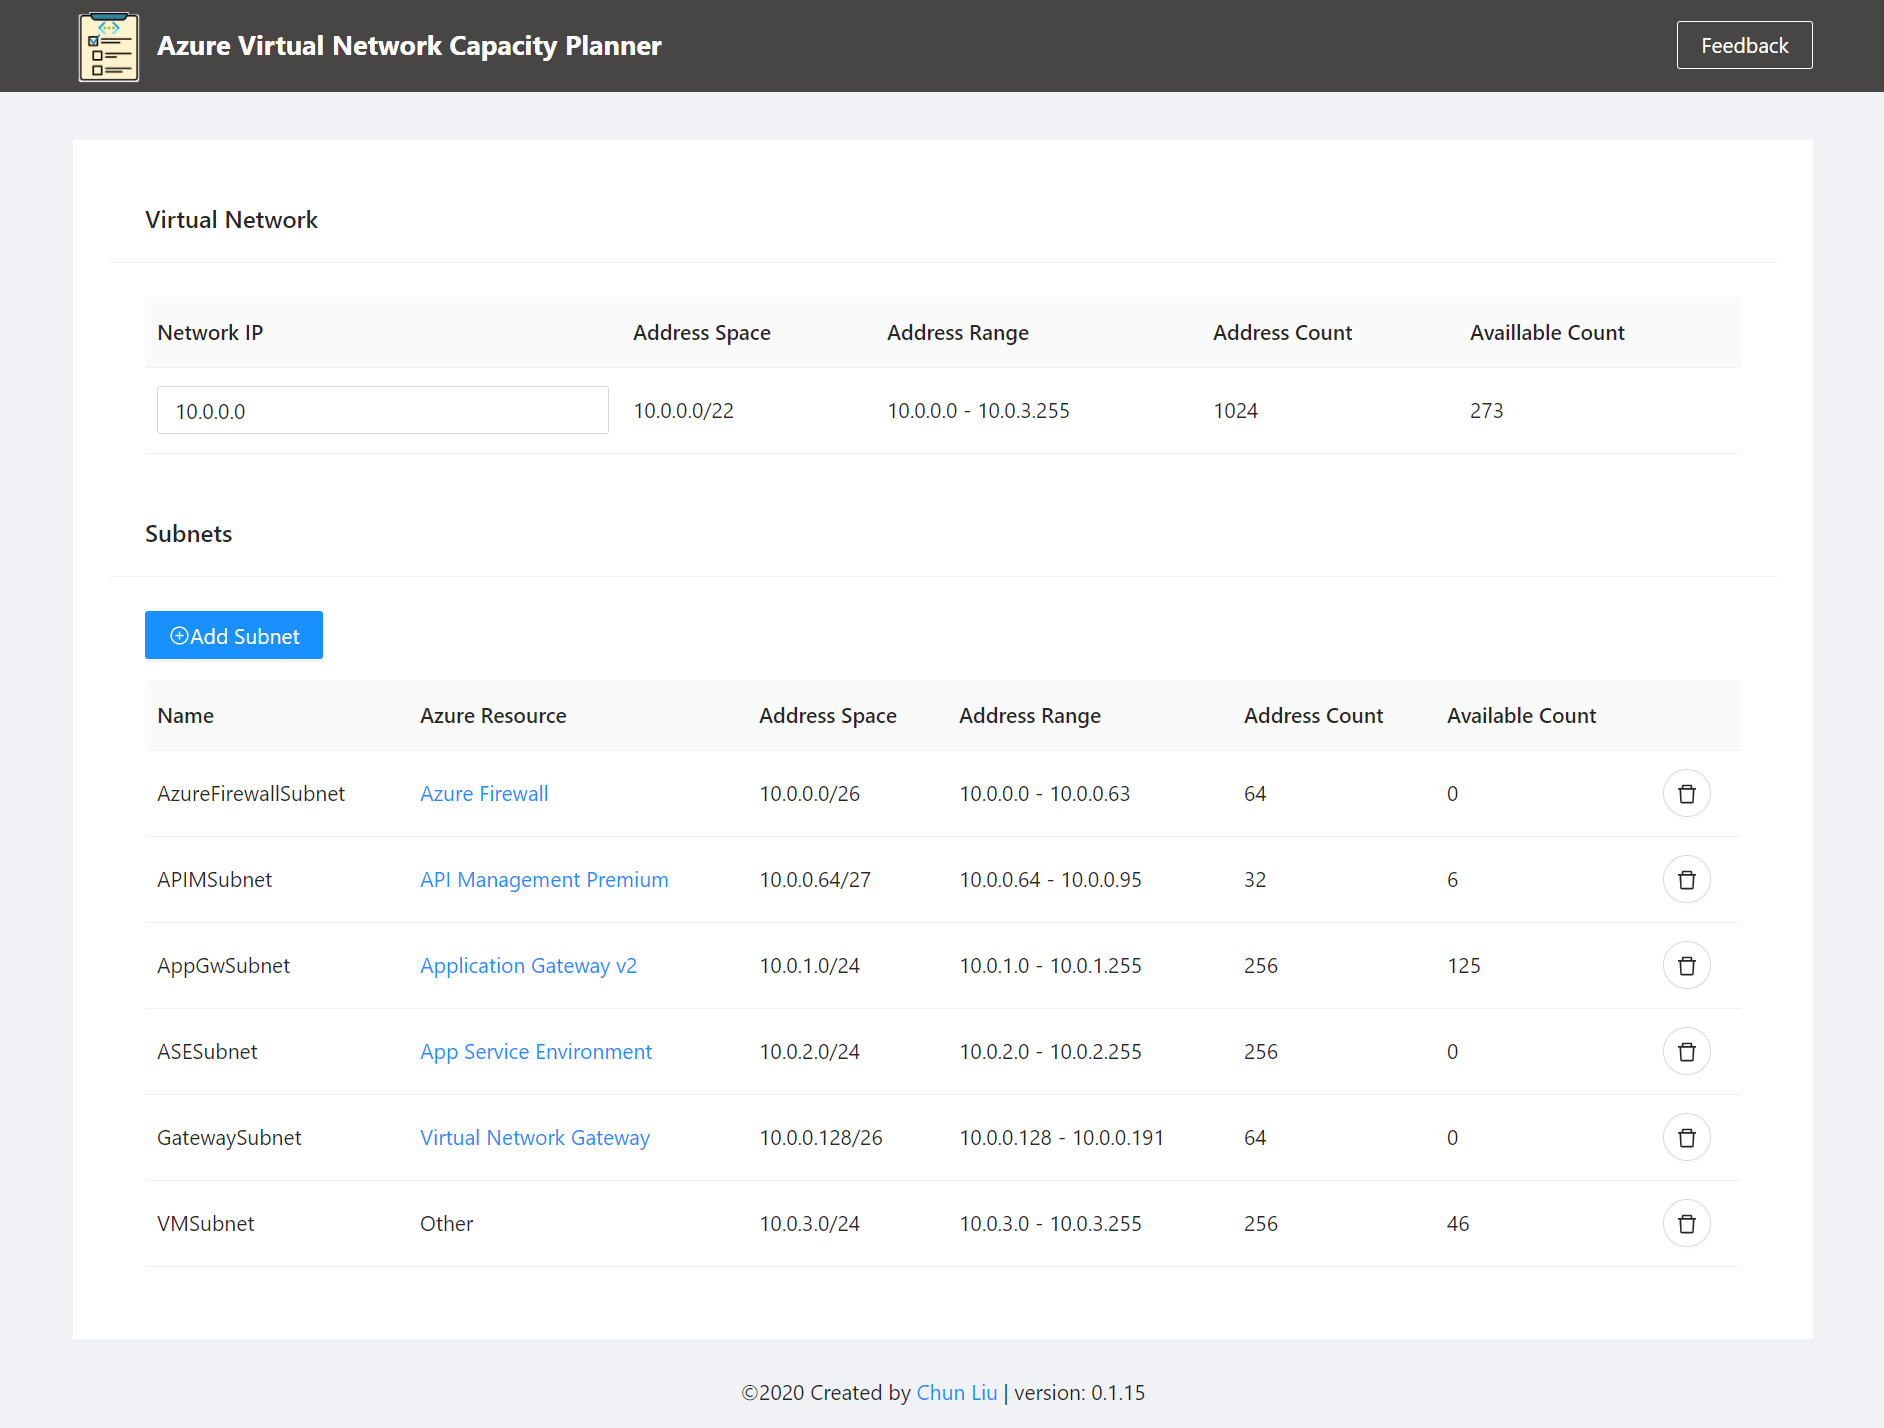 Azure Virtual Network Capacity Planner
Feedback
Virtual Network
Network IP Address Space Address Range Address Count Availlable Count
10.0.0.0 10.0.0.0/22 10.0.0.0 - 10.0.3.255 1024 273
Subnets
Add Subnet
Name Azure Resource Address Space Address Range Address Count Available Count
AzureFirewallSubnet Azure Firewall 10.0.0.0/26 10.0.0.0 - 10.0.0.63 64 0
APIMSubnet API Management Premium 10.0.0.64/27 10.0.0.64 - 10.0.0.95 32 6
AppGwSubnet Application Gateway v2 10.0.1.0/24 10.0.1.0 - 10.0.1.255 256 125
ASESubnet App Service Environment 10.0.2.0/24 10.0.2.0 - 10.0.2.255 256 0
GatewaySubnet Virtual Network Gateway 10.0.0.128/26 10.0.0.128 - 10.0.0.191 64 0
VMSubnet Other 10.0.3.0/24 10.0.3.0 - 10.0.3.255 256 46
©2020 Created by Chun Liu | version: 0.1.15